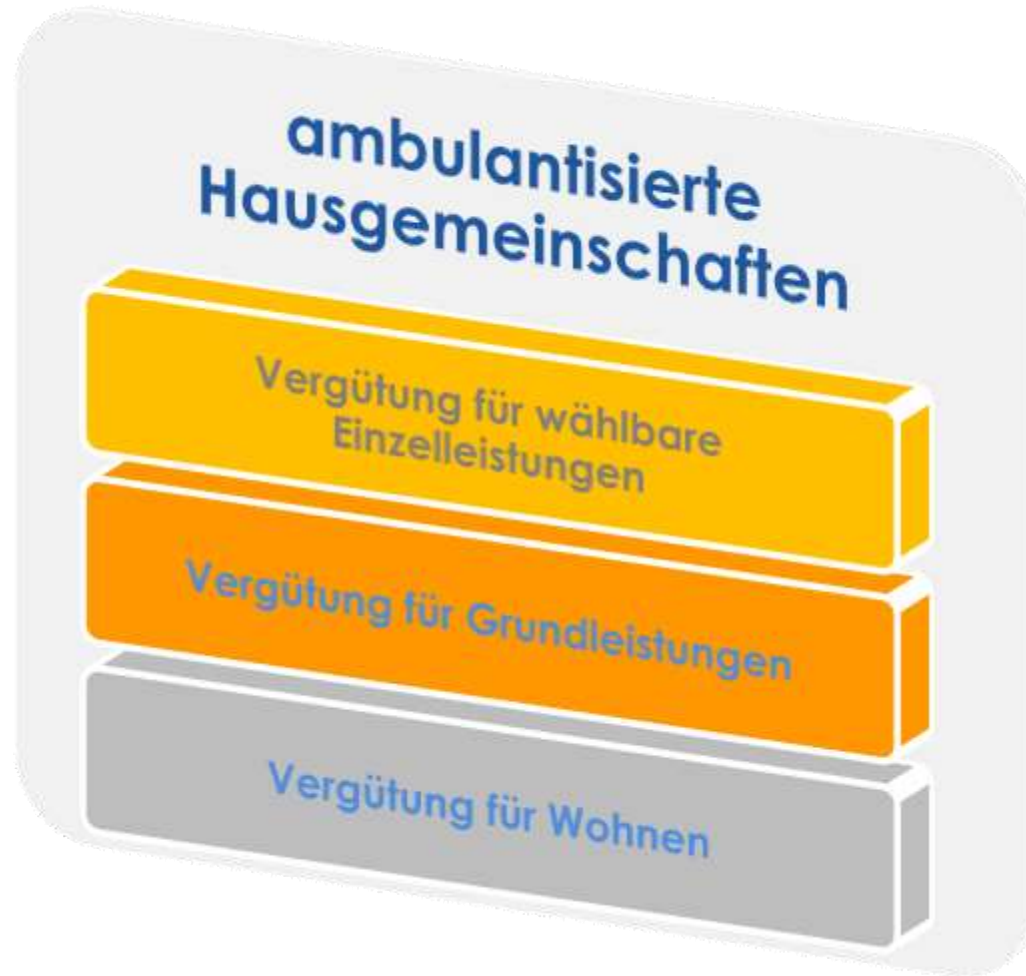 ambulantisierte
Hausgemeinschaften
Vergütung für wählbare
Einzelleistungen
Vergütung für Grundleistungen
Vergütung für Wohnen